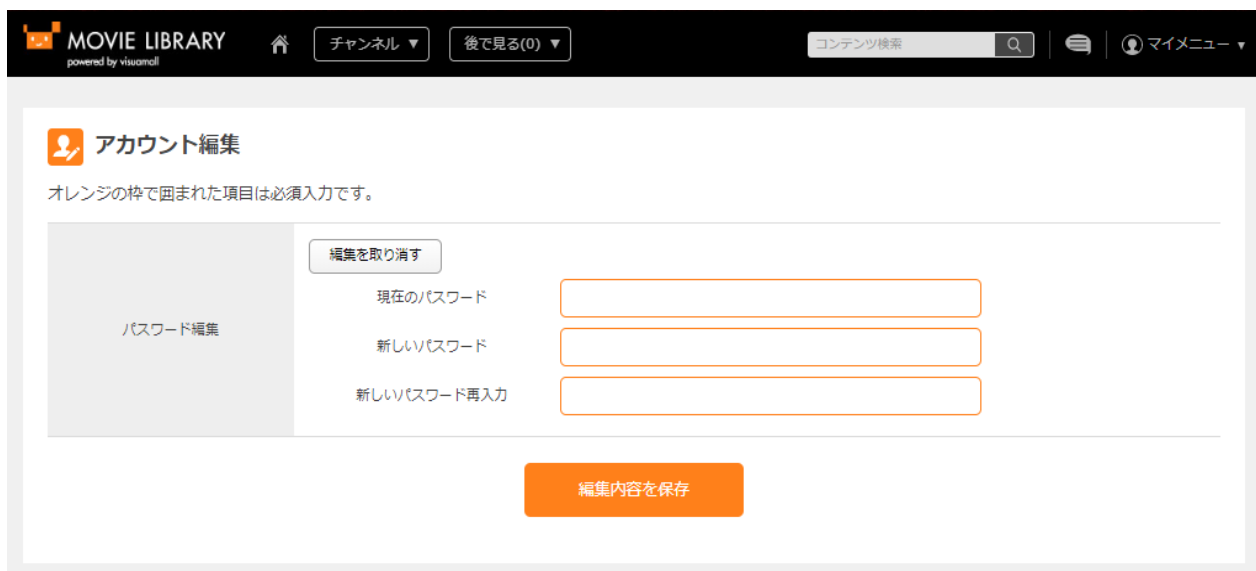 MOVIE LIBRARY
powered by visuamall
チャンネル ▼
後で見る(0) ▼
コンテンツ検索
マイメニュー ▼
アカウント編集
オレンジの枠で囲まれた項目は必須入力です。
編集を取り消す
パスワード編集
現在のパスワード
新しいパスワード
新しいパスワード再入力
編集内容を保存